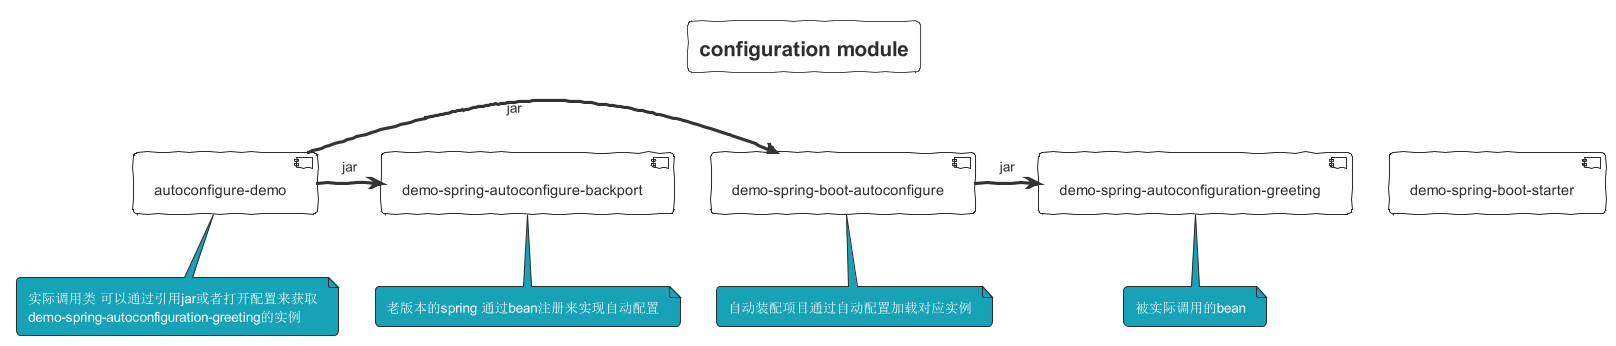 configuration module
jar
jar
jar
autoconfigure-demo
demo-spring-autoconfigure-backport
demo-spring-boot-autoconfigure
demo-spring-autoconfiguration-greeting
demo-spring-boot-starter
实际调用类 可以通过引用jar或者打开配置来获取
demo-spring-autoconfiguration-greeting的实例
老版本的spring 通过bean注册来实现自动配置
自动装配项目通过自动配置加载对应实例
被实际调用的bean